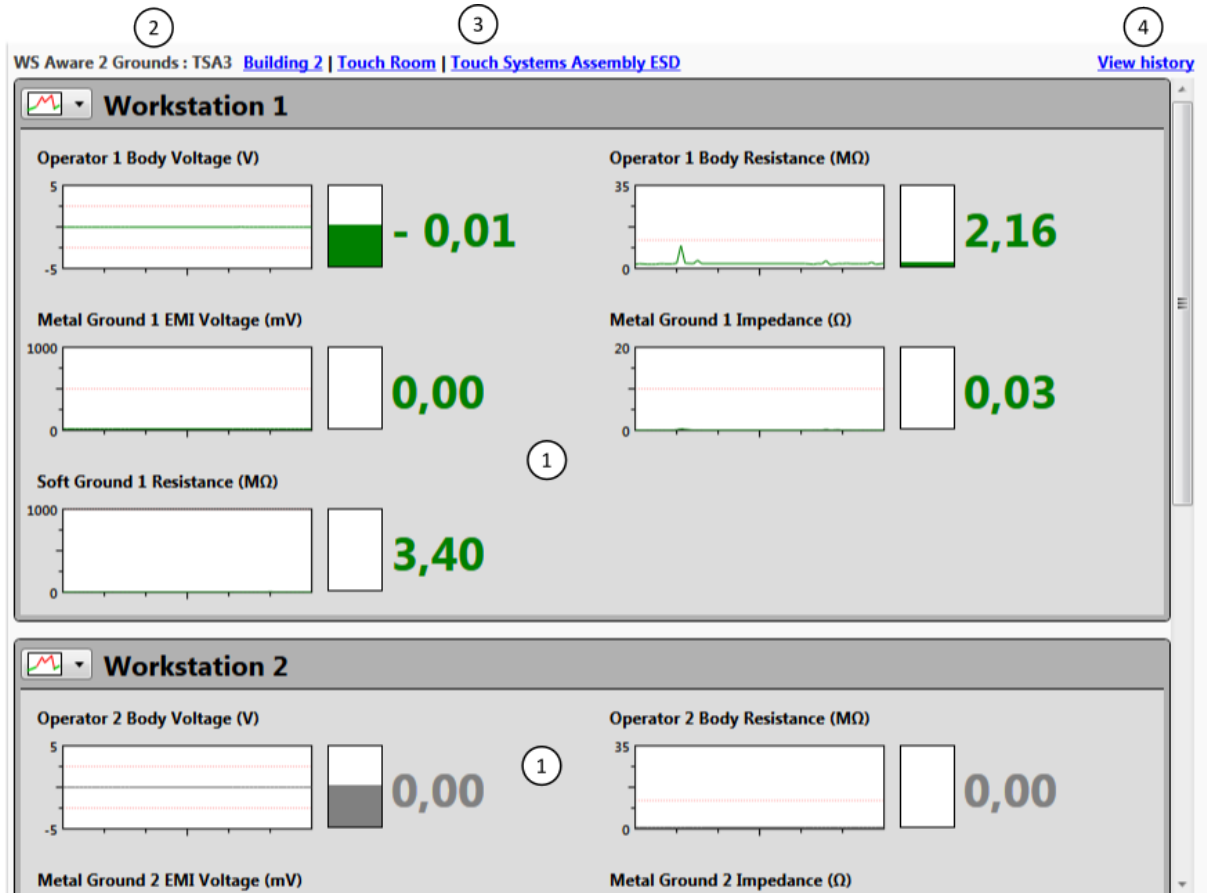 2 3 4
WS Aware 2 Grounds : TSA3 Building 2 | Touch Room | Touch Systems Assembly ESD View history
Workstation 1
Operator 1 Body Voltage (V) Operator 1 Body Resistance (MΩ)
5 35
- 0,01 2,16
-5 0
Metal Ground 1 EMI Voltage (mV) Metal Ground 1 Impedance (Ω)
1000 20
0,00 0,03
0 0
1
Soft Ground 1 Resistance (MΩ)
1000
3,40
0
Workstation 2
Operator 2 Body Voltage (V) Operator 2 Body Resistance (MΩ)
5 35
1
0,00 0,00
-5 0
Metal Ground 2 EMI Voltage (mV) Metal Ground 2 Impedance (Ω)